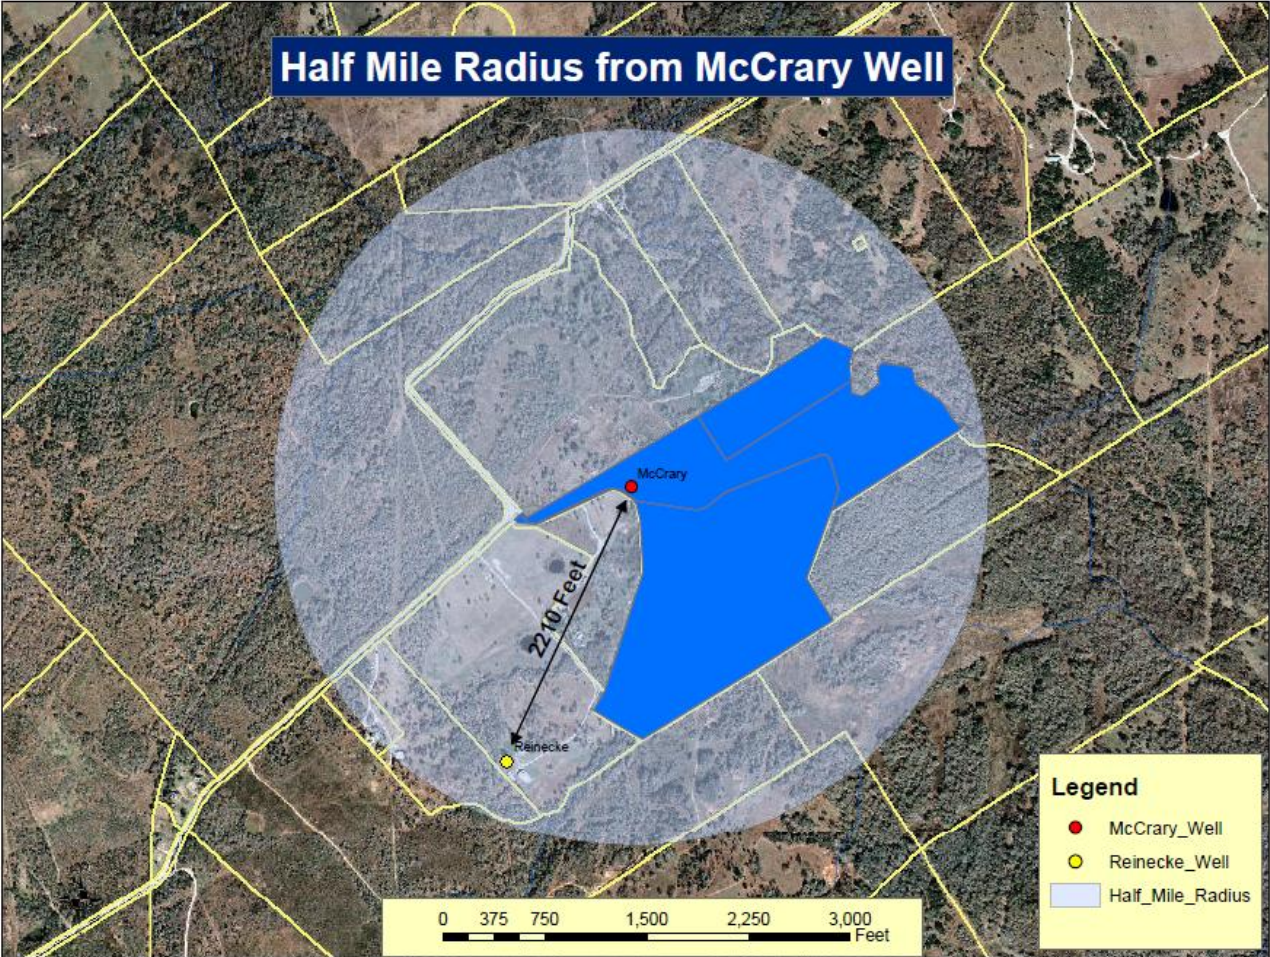 Half Mile Radius from McCrary Well
McCrary
2210 Feet
Reinecke
Legend
McCrary_Well
Reinecke_Well
Half_Mile_Radius
0 375 750 1,500 2,250 3,000
Feet